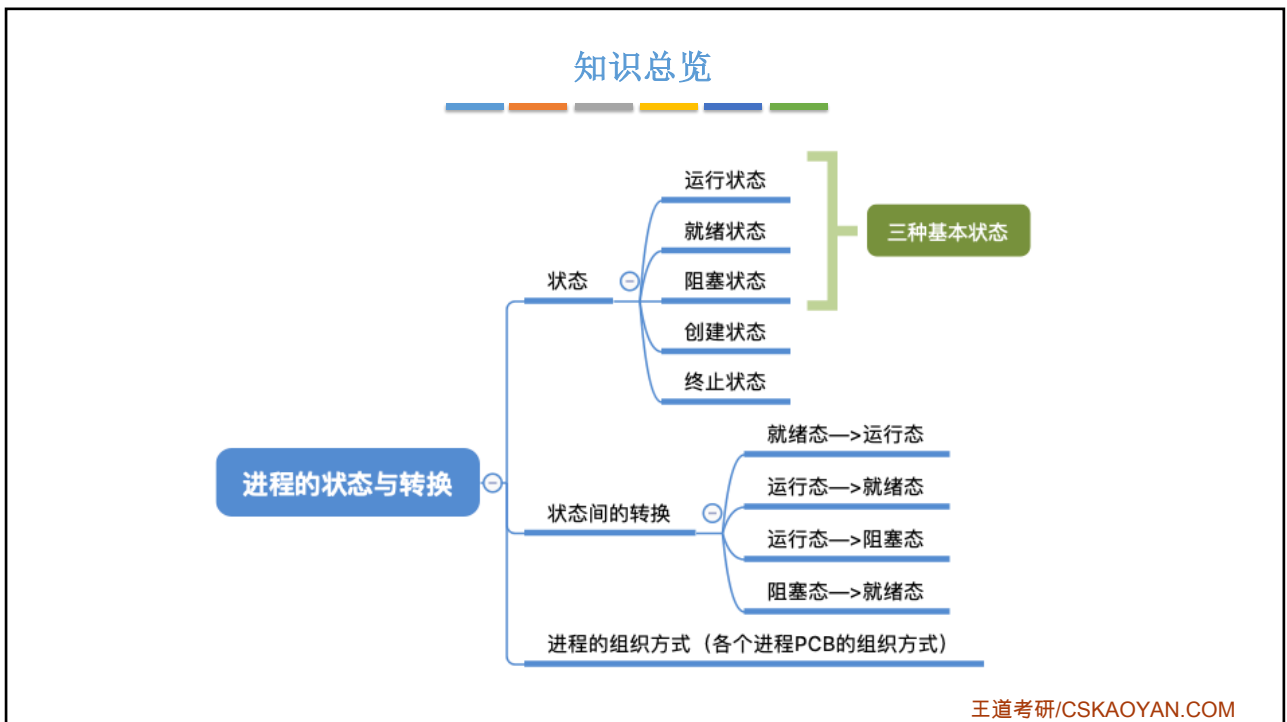 知识总览
运行状态
就绪状态
三种基本状态
状态
阻塞状态
创建状态
终止状态
就绪态—>运行态
进程的状态与转换
运行态—>就绪态
状态间的转换
运行态—>阻塞态
阻塞态—>就绪态
进程的组织方式（各个进程PCB的组织方式）
王道考研/CSKAOYAN.COM